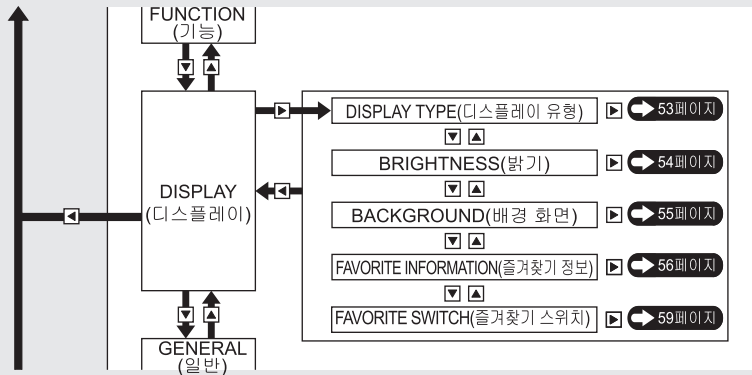 FUNCTION
(기능)
DISPLAY
(디스플레이)
DISPLAY TYPE(디스플레이 유형)
53페이지
BRIGHTNESS(밝기)
54페이지
BACKGROUND(배경 화면)
55페이지
FAVORITE INFORMATION(즐겨찾기 정보)
56페이지
FAVORITE SWITCH(즐겨찾기 스위치)
59페이지
GENERAL
(일반)